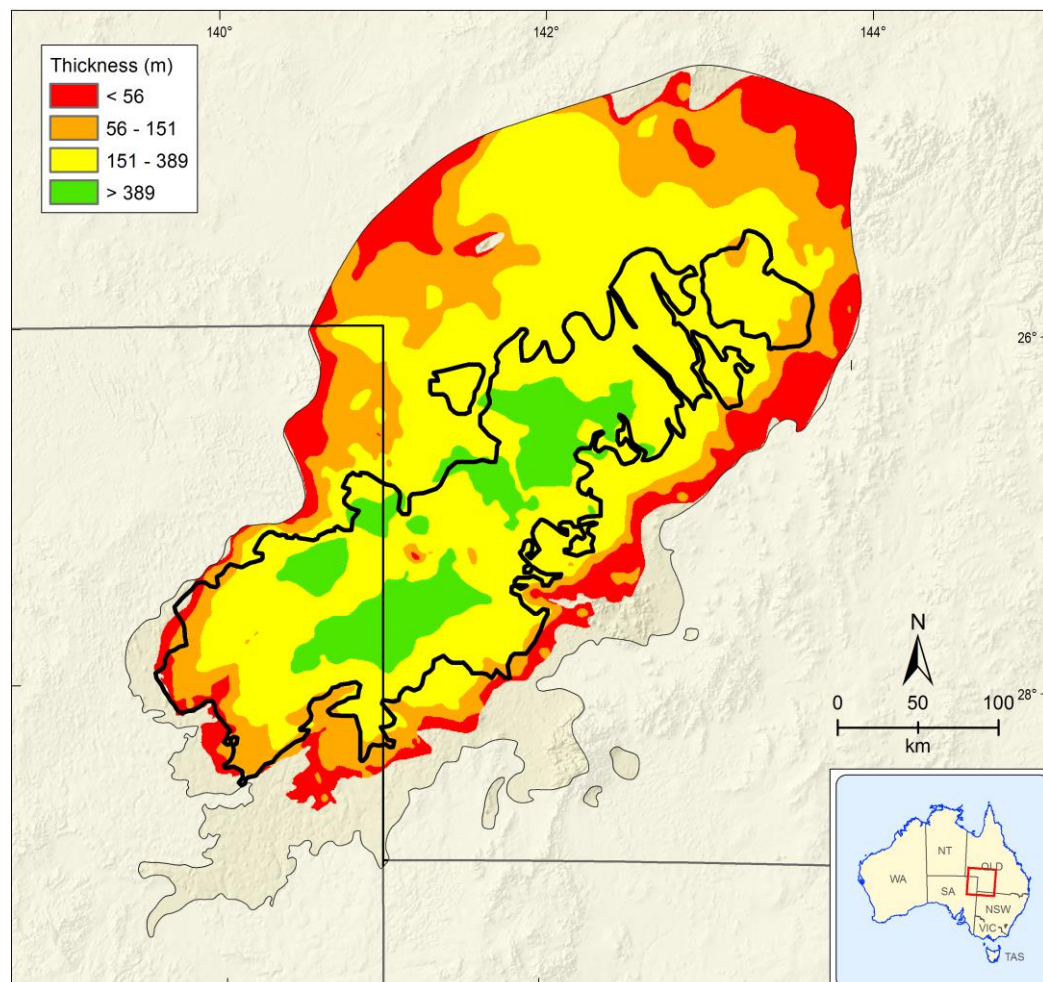 140°
142°
144°
Thickness (m)
< 56
56 - 151
151 - 389
> 389
26°
N
28°
0 50 100
km
NT
QLD
WA
SA
NSW
VIC
TAS